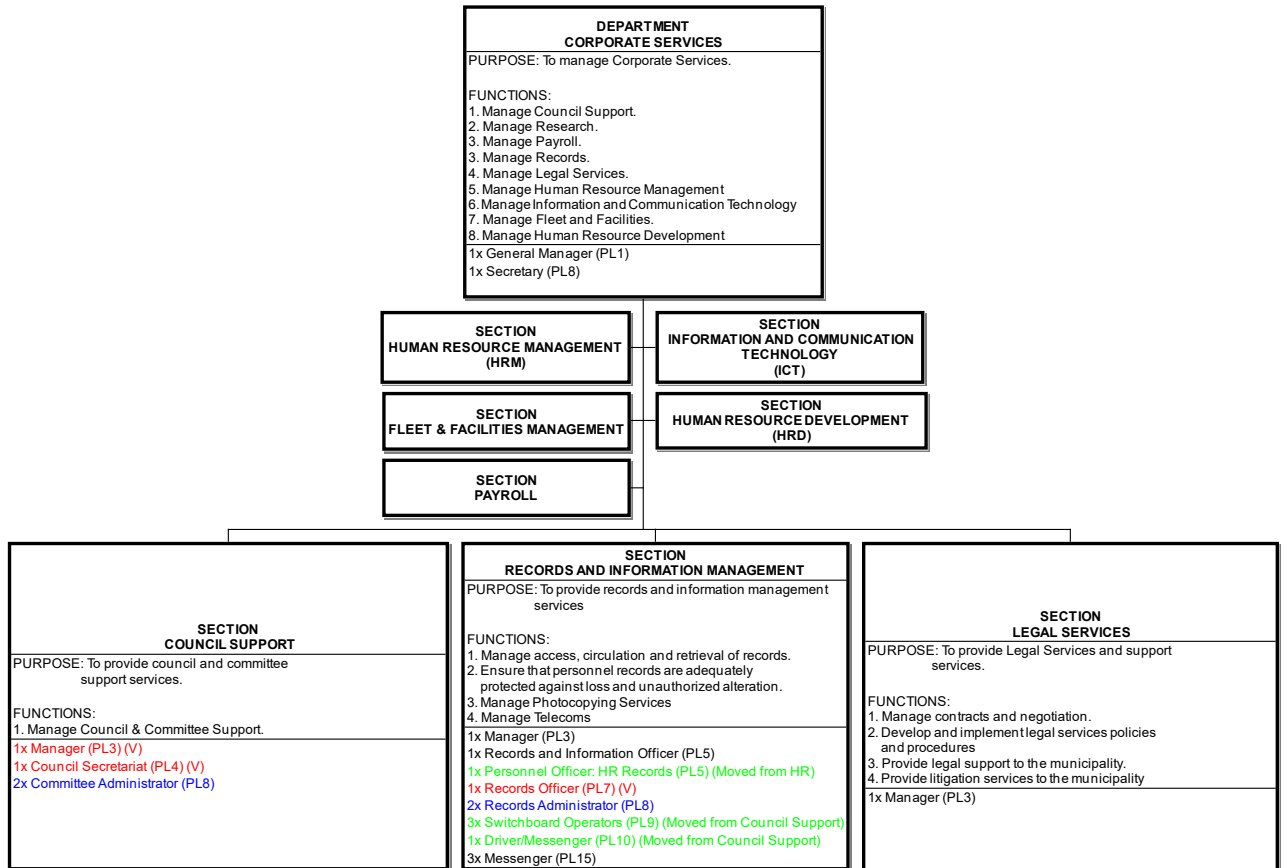 DEPARTMENT
CORPORATE SERVICES
PURPOSE: To manage Corporate Services.
FUNCTIONS:
1. Manage Council Support.
2. Manage Research.
3. Manage Payroll.
3. Manage Records.
4. Manage Legal Services.
5. Manage Human Resource Management
6. Manage Information and Communication Technology
7. Manage Fleet and Facilities.
8. Manage Human Resource Development
1x General Manager (PL1)
1x Secretary (PL8)
SECTION
HUMAN RESOURCE MANAGEMENT
(HRM)
SECTION
INFORMATION AND COMMUNICATION
TECHNOLOGY
(ICT)
SECTION
FLEET & FACILITIES MANAGEMENT
SECTION
HUMAN RESOURCE DEVELOPMENT
(HRD)
SECTION
PAYROLL
SECTION
COUNCIL SUPPORT
PURPOSE: To provide council and committee
support services.
FUNCTIONS:
1. Manage Council & Committee Support.
1x Manager (PL3) (V)
1x Council Secretariat (PL4) (V)
2x Committee Administrator (PL8)
SECTION
RECORDS AND INFORMATION MANAGEMENT
PURPOSE: To provide records and information management
services
FUNCTIONS:
1. Manage access, circulation and retrieval of records.
2. Ensure that personnel records are adequately
protected against loss and unauthorized alteration.
3. Manage Photocopying Services
4. Manage Telecoms
1x Manager (PL3)
1x Records and Information Officer (PL5)
1x Personnel Officer: HR Records (PL5) (Moved from HR)
1x Records Officer (PL7) (V)
2x Records Administrator (PL8)
3x Switchboard Operators (PL9) (Moved from Council Support)
1x Driver/Messenger (PL10) (Moved from Council Support)
3x Messenger (PL15)
SECTION
LEGAL SERVICES
PURPOSE: To provide Legal Services and support
services.
FUNCTIONS:
1. Manage contracts and negotiation.
2. Develop and implement legal services policies
and procedures
3. Provide legal support to the municipality.
4. Provide litigation services to the municipality
1x Manager (PL3)